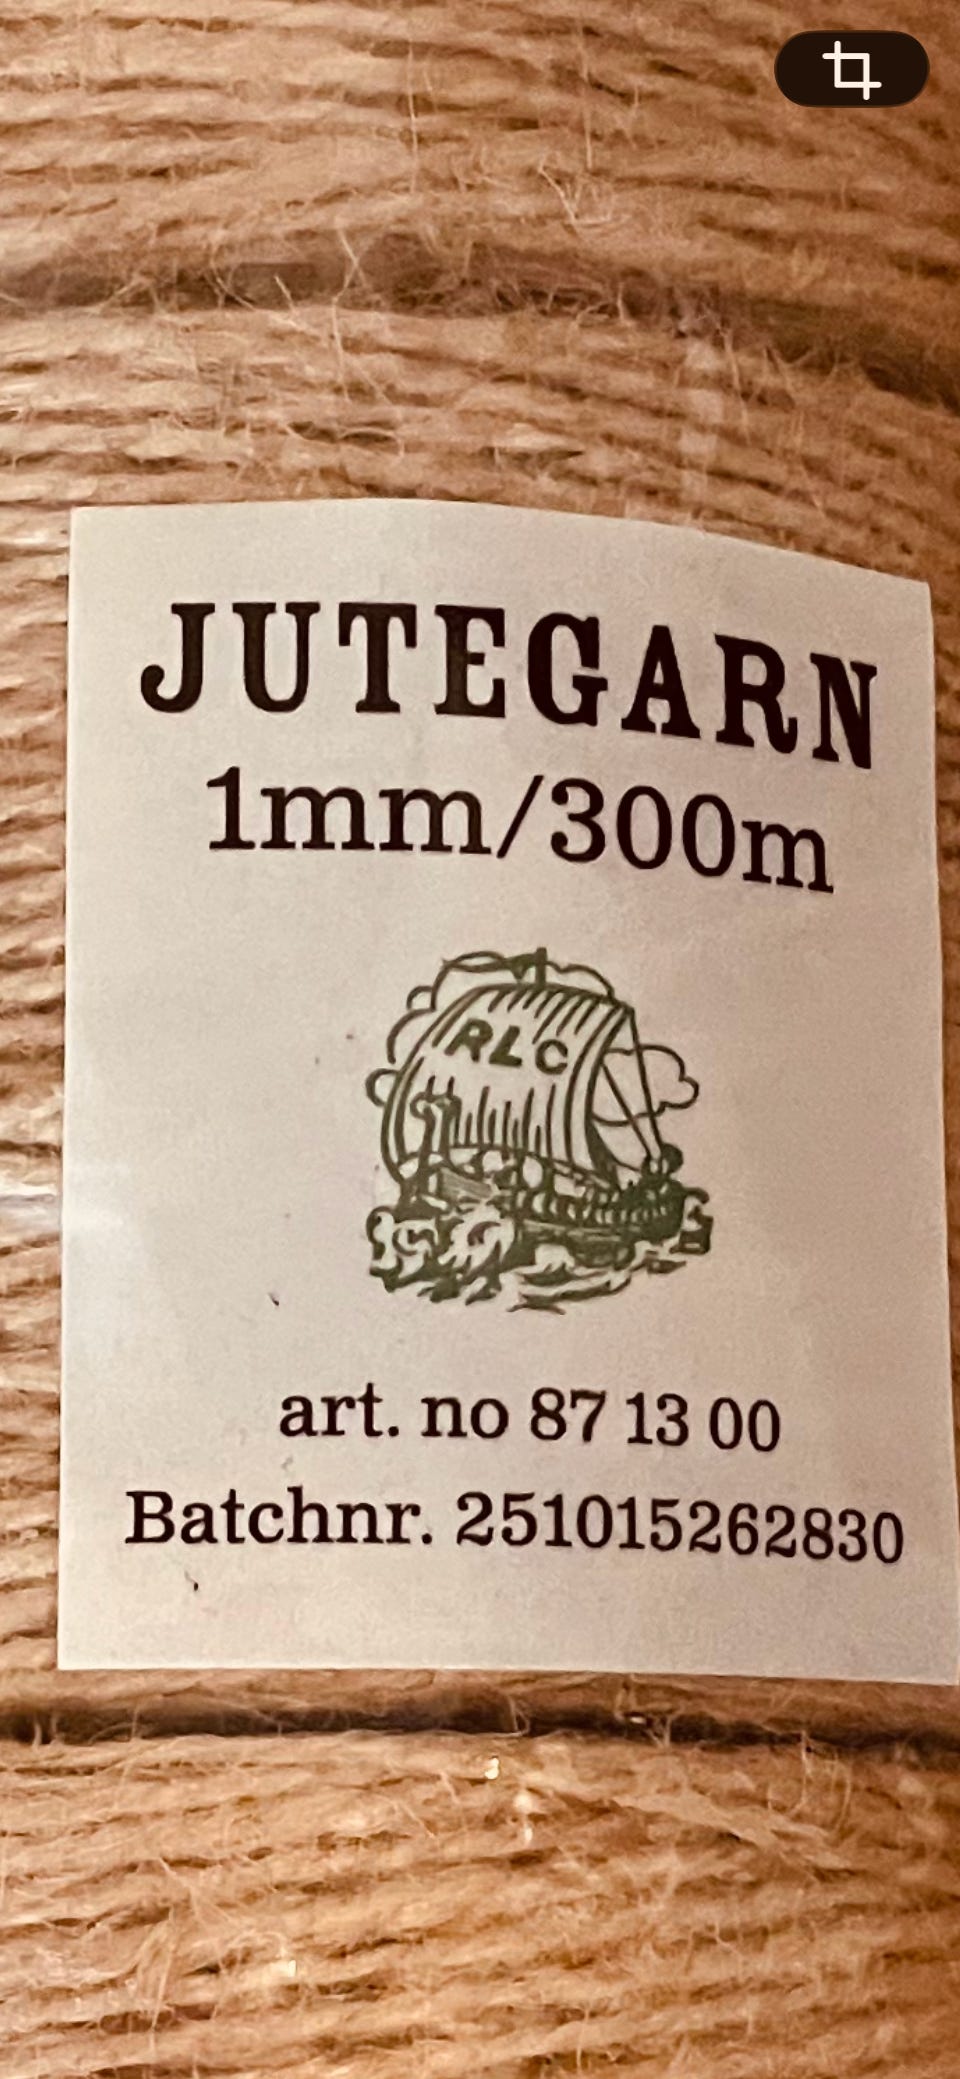 JUTEGARN
1mm/300m
RLC
art. no 87 13 00
Batchnr. 251015262830